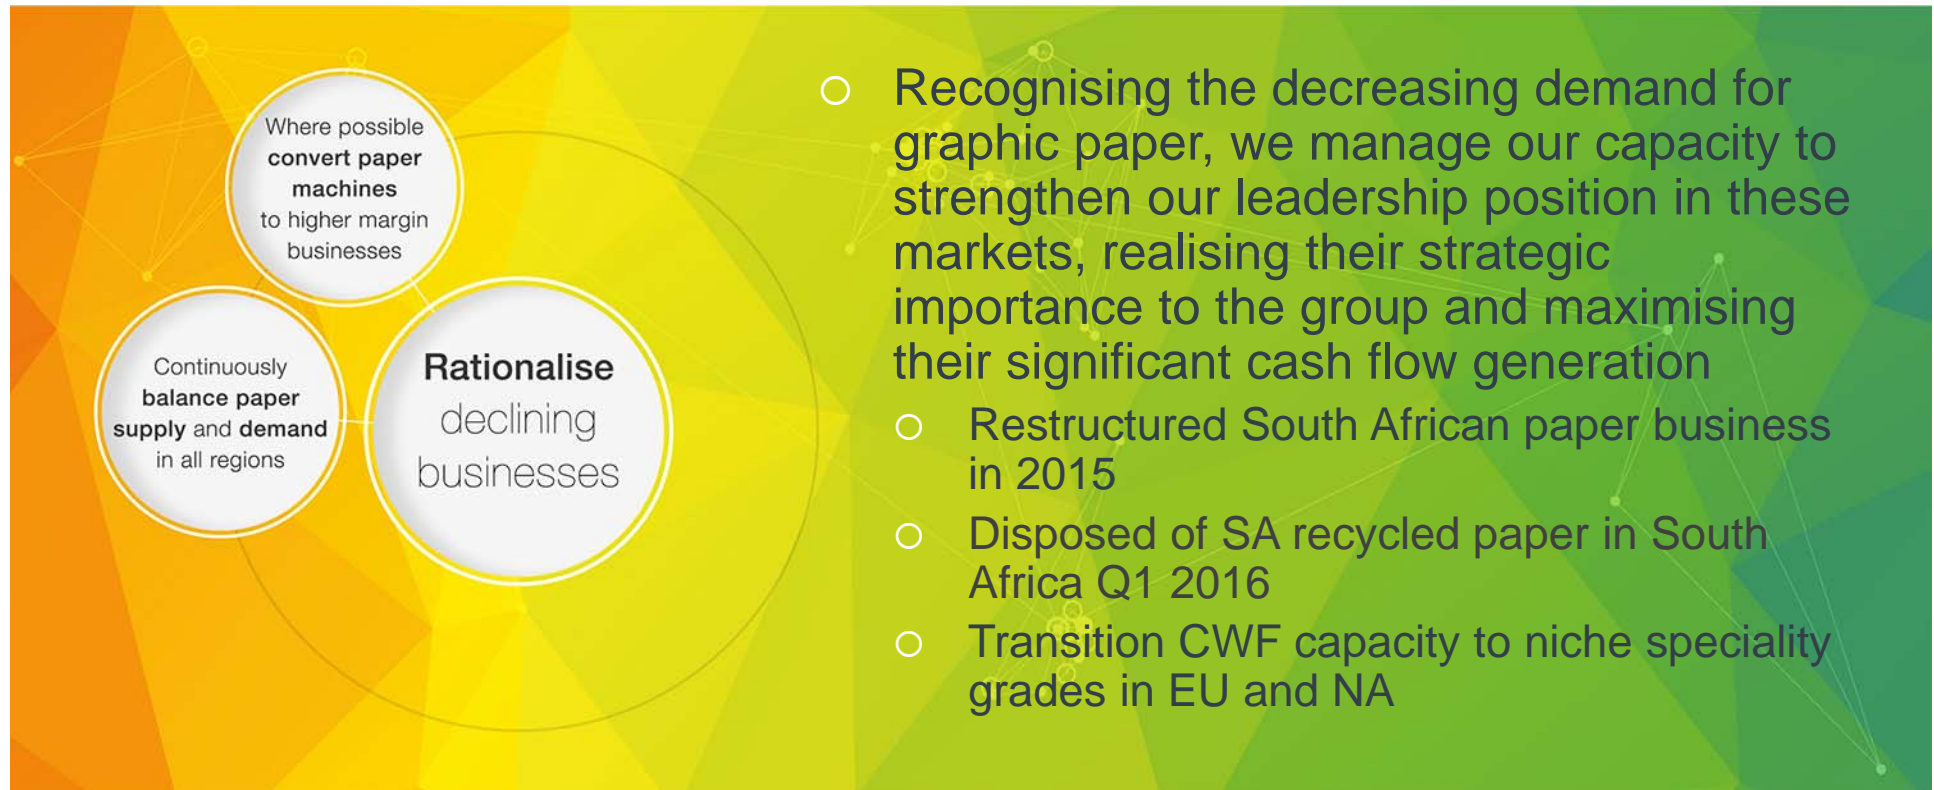 Where possible
convert paper
machines
to higher margin
businesses
Continuously
balance paper
supply and demand
in all regions
Rationalise
declining
businesses
Recognising the decreasing demand for
graphic paper, we manage our capacity to
strengthen our leadership position in these
markets, realising their strategic
importance to the group and maximising
their significant cash flow generation
Restructured South African paper business
in 2015
Disposed of SA recycled paper in South
Africa Q1 2016
Transition CWF capacity to niche speciality
grades in EU and NA